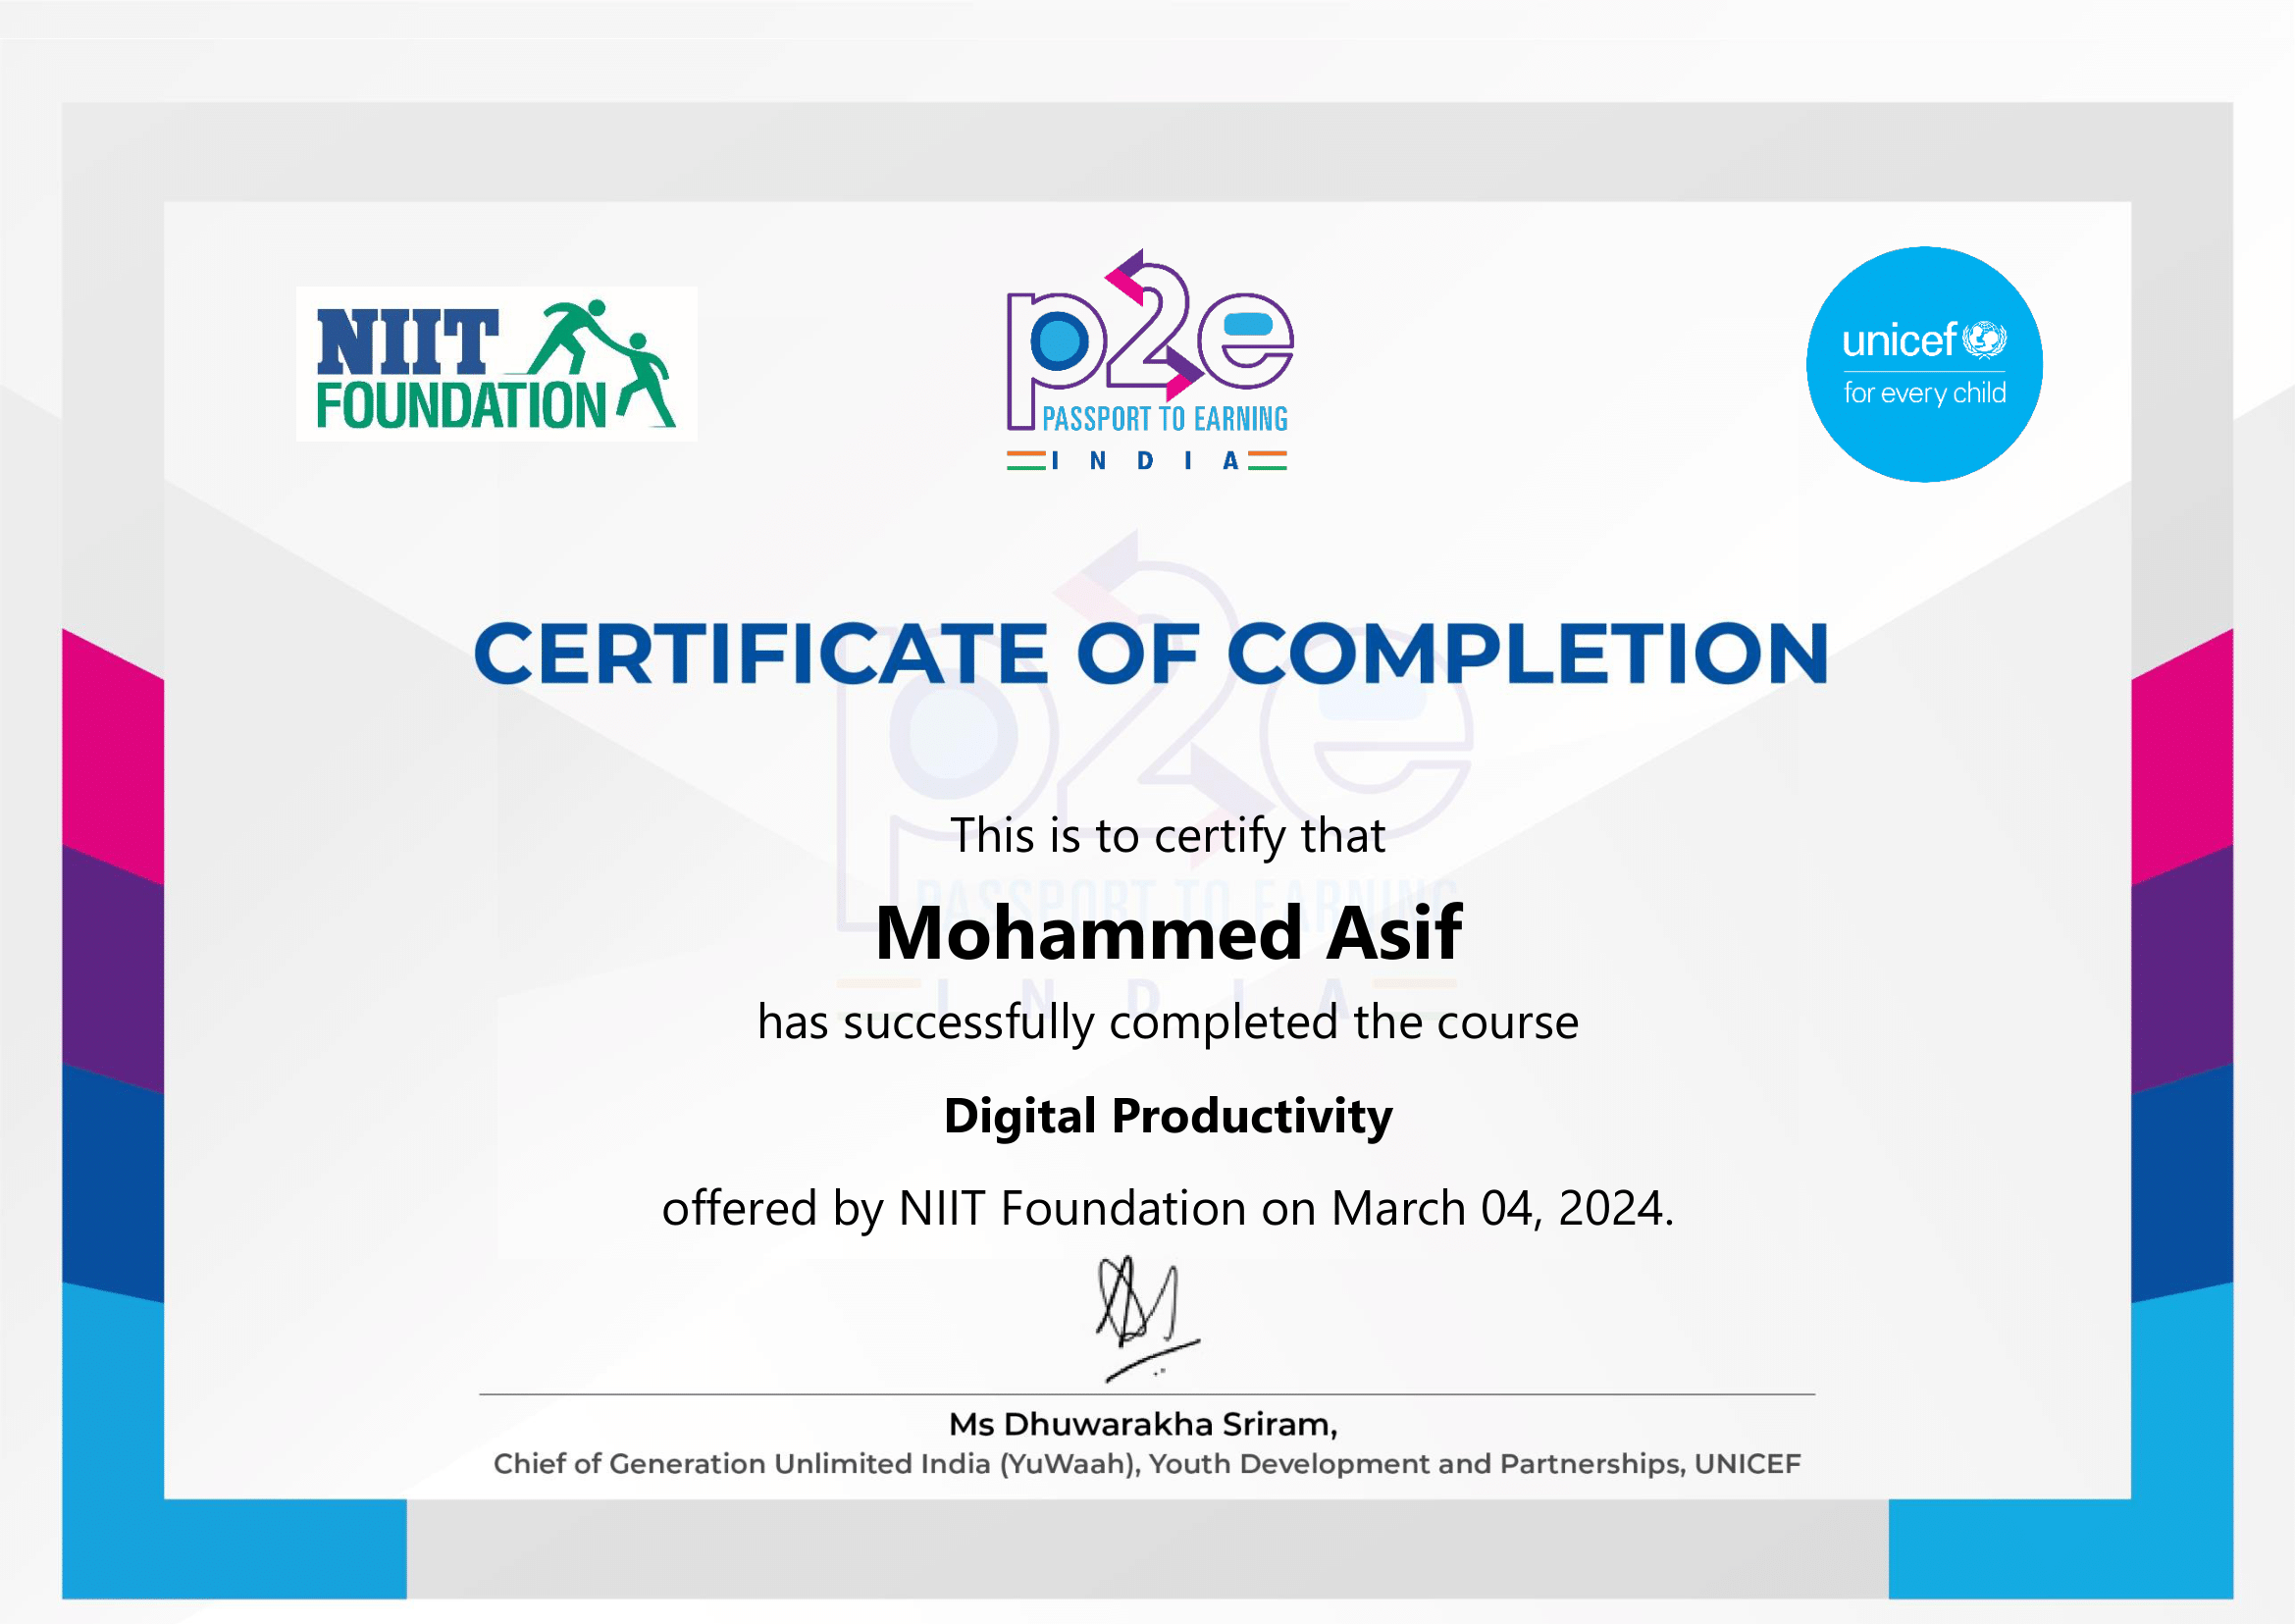 NIIT
FOUNDATION
p2e
PASSPORT TO EARNING
INDIA
unicef
for every child
CERTIFICATE OF COMPLETION
This is to certify that
Mohammed Asif
has successfully completed the course
Digital Productivity
offered by NIIT Foundation on March 04, 2024.
Ms Dhuwarakha Sriram,
Chief of Generation Unlimited India (YuWaah), Youth Development and Partnerships, UNICEF